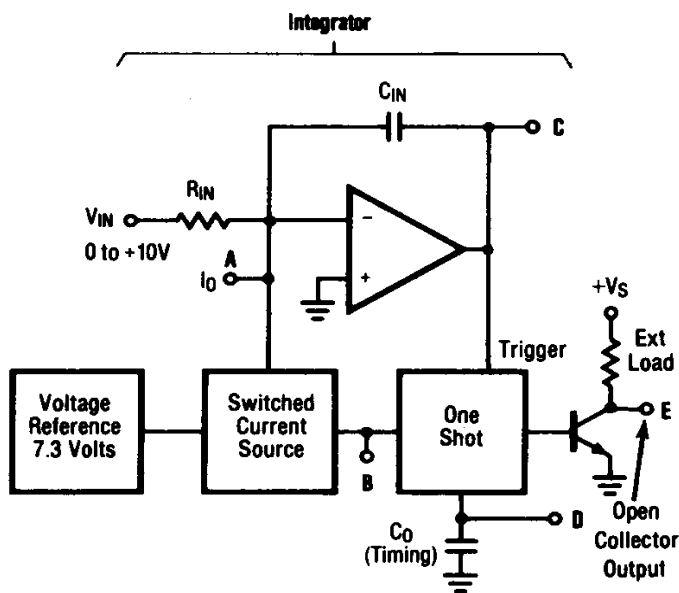 Integrator
CIN
C
RIN
VIN
0 to +10V
A
IO
−
+
+VS
Ext
Load
Trigger
Voltage
Reference
7.3 Volts
Switched
Current
Source
One
Shot
E
B
D
CO
(Timing)
Open
Collector
Output